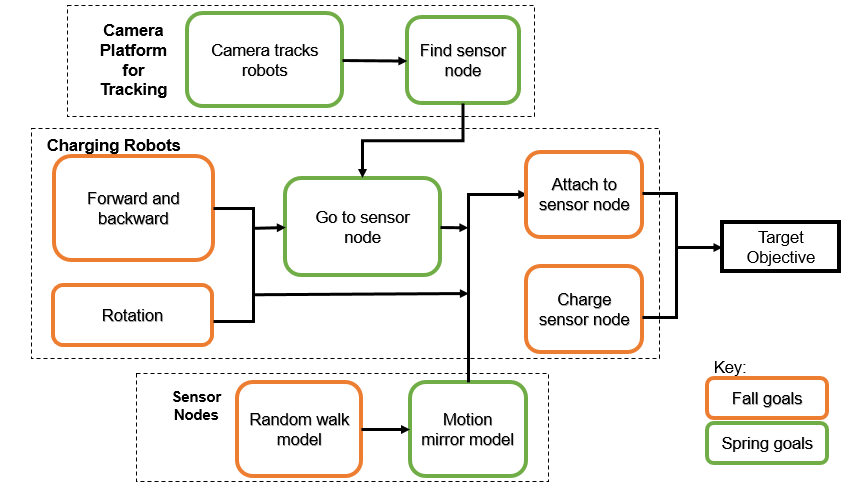 Camera
Platform
for
Tracking
Camera tracks
robots
Find sensor
node
Charging Robots
Forward and
backward
Rotation
Go to sensor
node
Attach to
sensor node
Charge
sensor node
Target
Objective
Sensor
Nodes
Random walk
model
Motion
mirror model
Key:
Fall goals
Spring goals